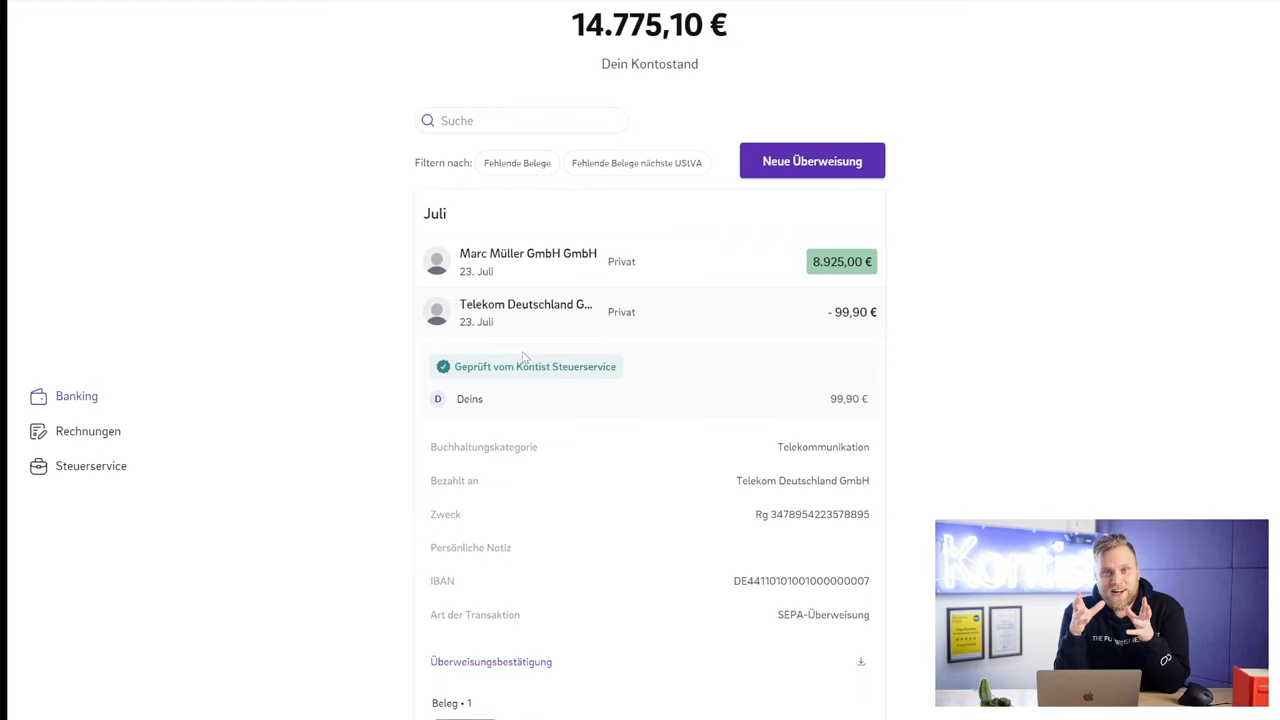 14.775,10 €
Dein Kontostand
Suche
Filtern nach: Fehlende Belege Fehlende Belege nächste UStVA
Neue Überweisung
Juli
Marc Müller GmbH GmbH Privat 8.925,00 €
23. Juli
Telekom Deutschland G... Privat - 99,90 €
23. Juli
Geprüft vom Kontist Steuerservice
D Deins 99,90 €
Banking
Rechnungen
Steuerservice
Buchhaltungskategorie Telekommunikation
Bezahlt an Telekom Deutschland GmbH
Zweck Rg 3478954223578895
Persönliche Notiz
IBAN DE44110101001000000007
Art der Transaktion SEPA-Überweisung
Überweisungsbestätigung
Beleg • 1
Kontist